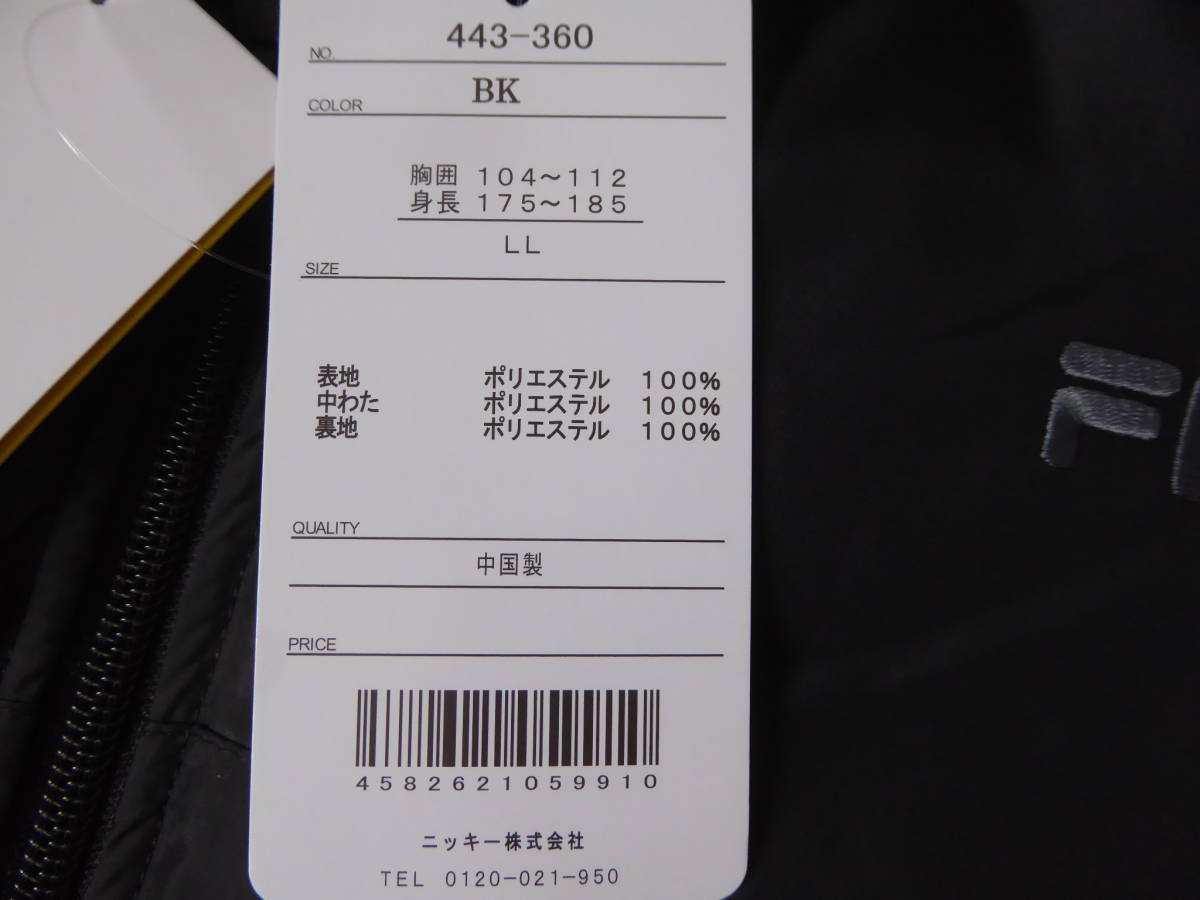 NO. 443-360
COLOR BK
胸囲 104〜112
身長 175〜185
LL
SIZE
表地 ポリエステル 100%
中わた ポリエステル 100%
裏地 ポリエステル 100%
QUALITY
中国製
PRICE
4582621059910
ニッキー株式会社
TEL 0120-021-950
F